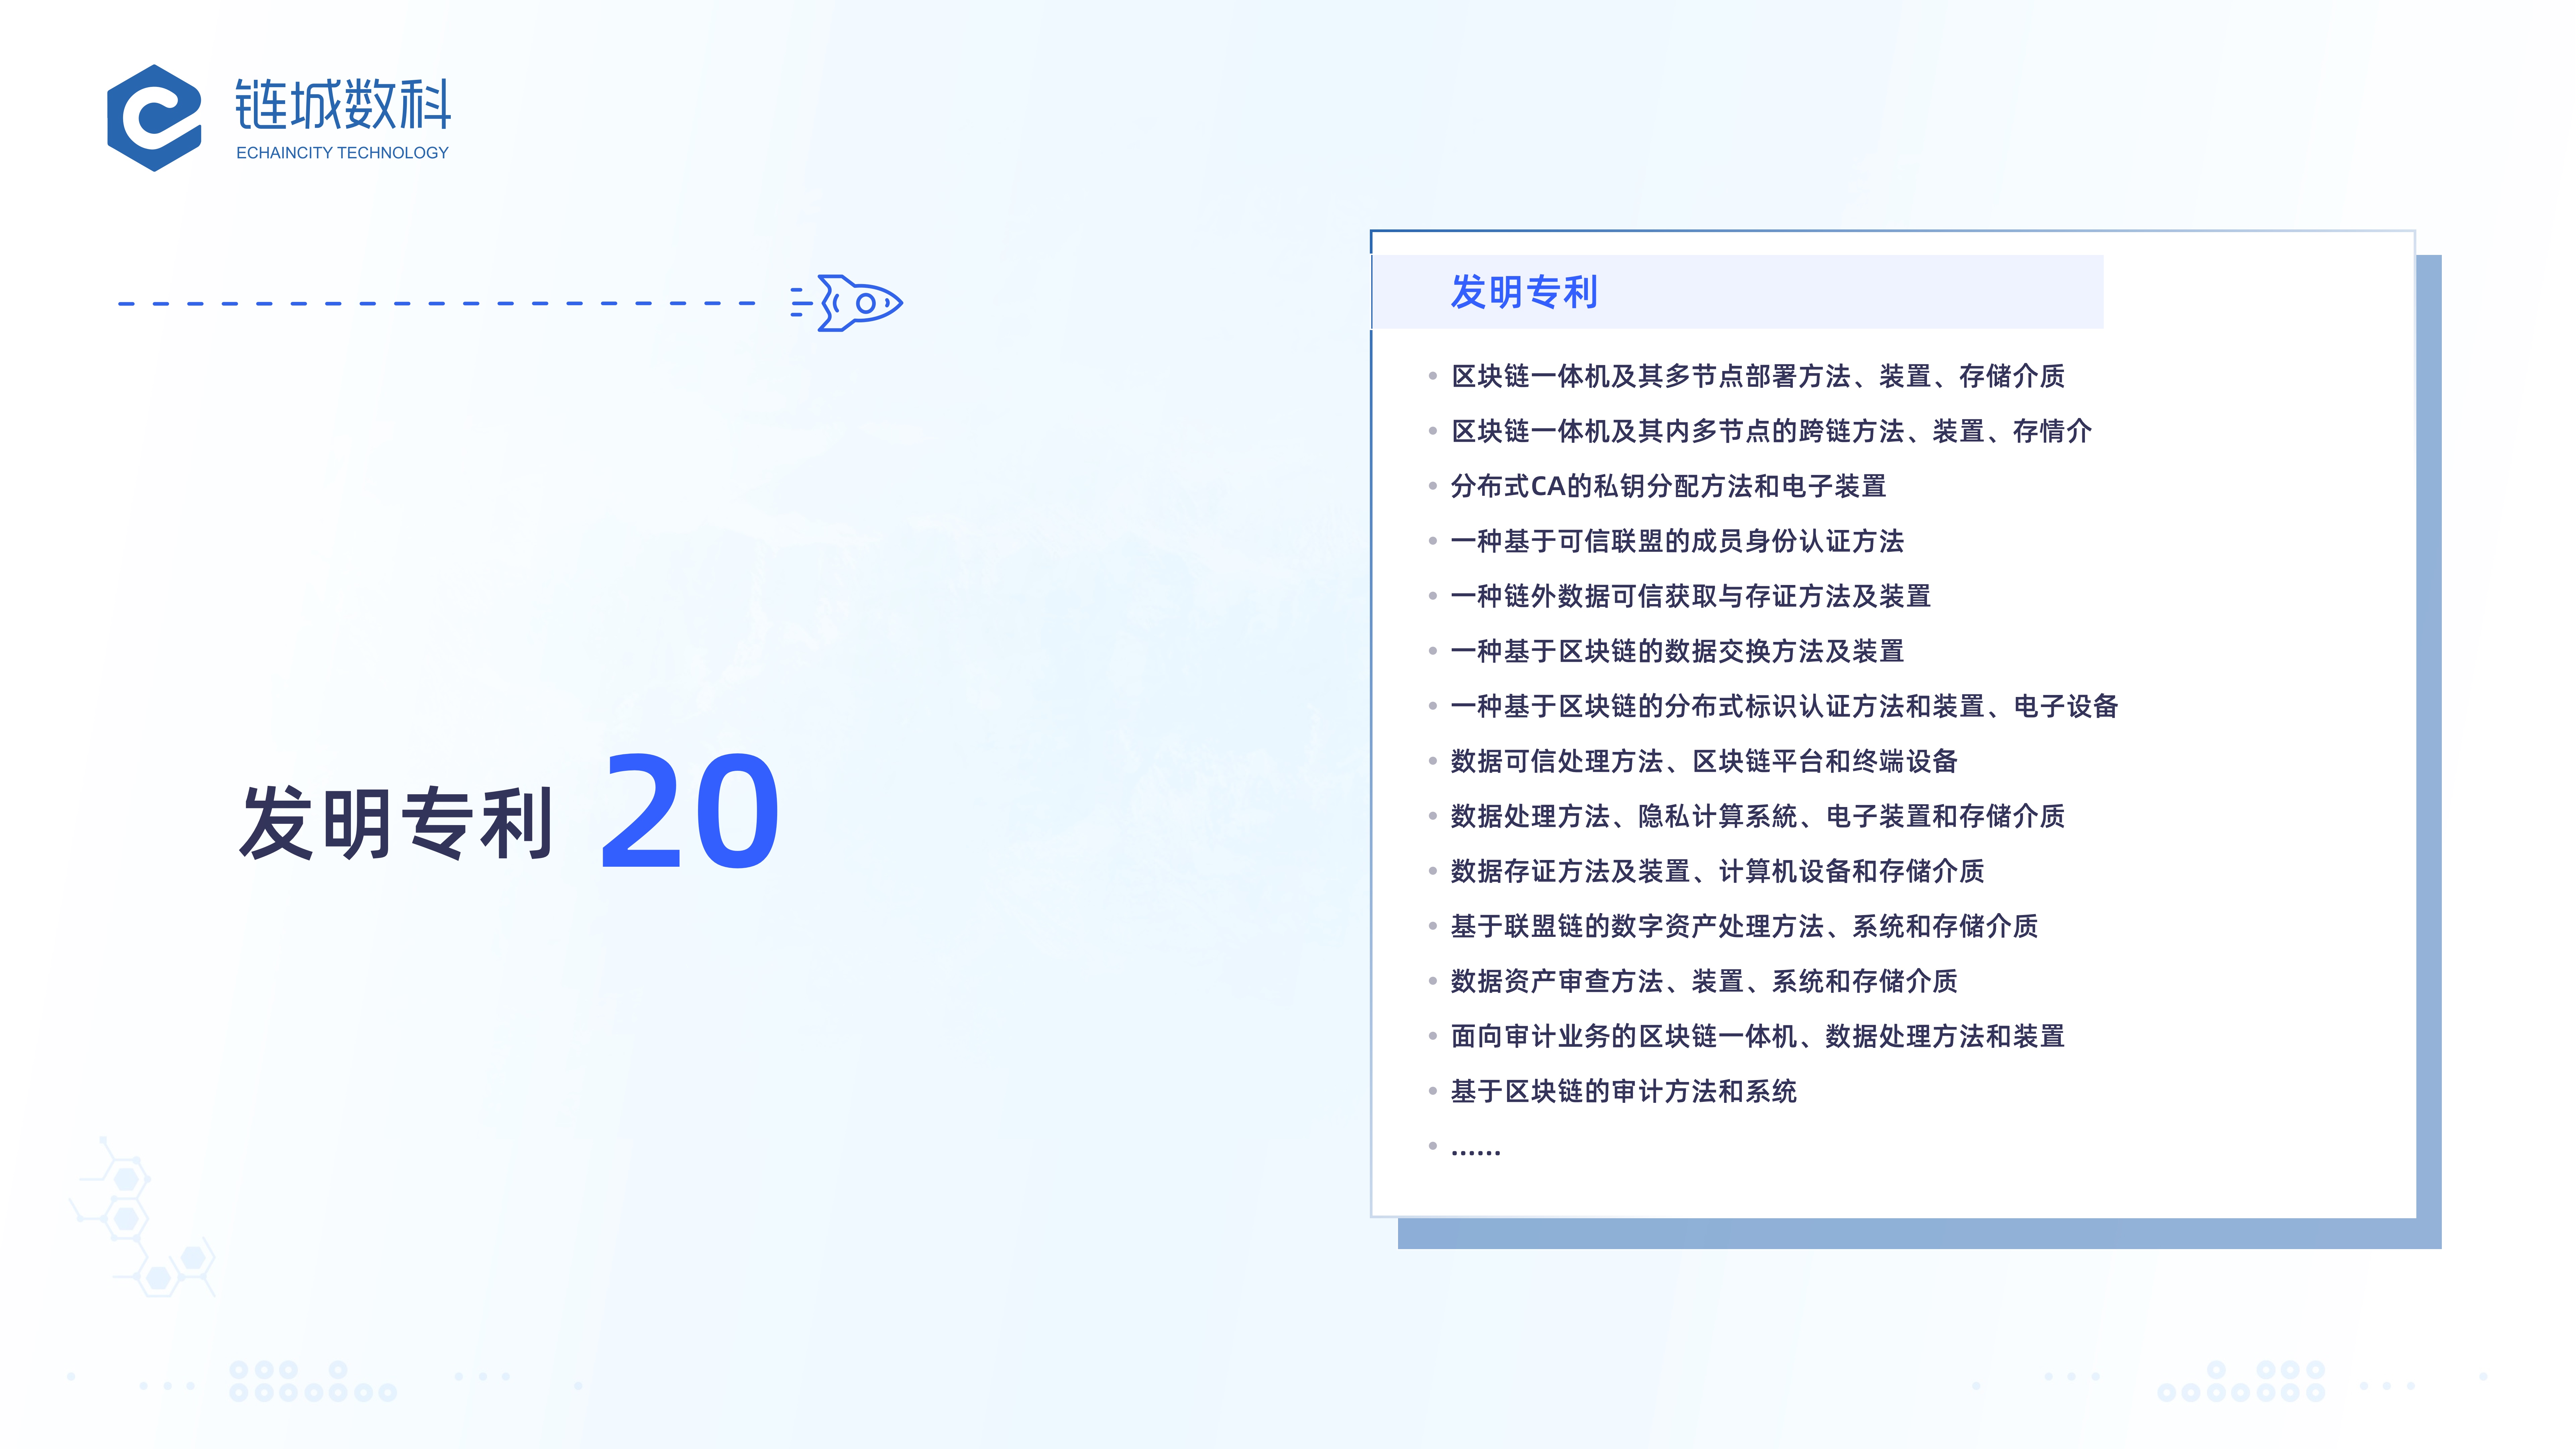 链城数科
ECHAINCITY TECHNOLOGY
发明专利 20
发明专利
区块链一体机及其多节点部署方法、装置、存储介质
区块链一体机及其内多节点的跨链方法、装置、存情介
分布式CA的私钥分配方法和电子装置
一种基于可信联盟的成员身份认证方法
一种链外数据可信获取与存证方法及装置
一种基于区块链的数据交换方法及装置
一种基于区块链的分布式标识认证方法和装置、电子设备
数据可信处理方法、区块链平台和终端设备
数据处理方法、隐私计算系統、电子装置和存储介质
数据存证方法及装置、计算机设备和存储介质
基于联盟链的数字资产处理方法、系统和存储介质
数据资产审查方法、装置、系统和存储介质
面向审计业务的区块链一体机、数据处理方法和装置
基于区块链的审计方法和系统
......